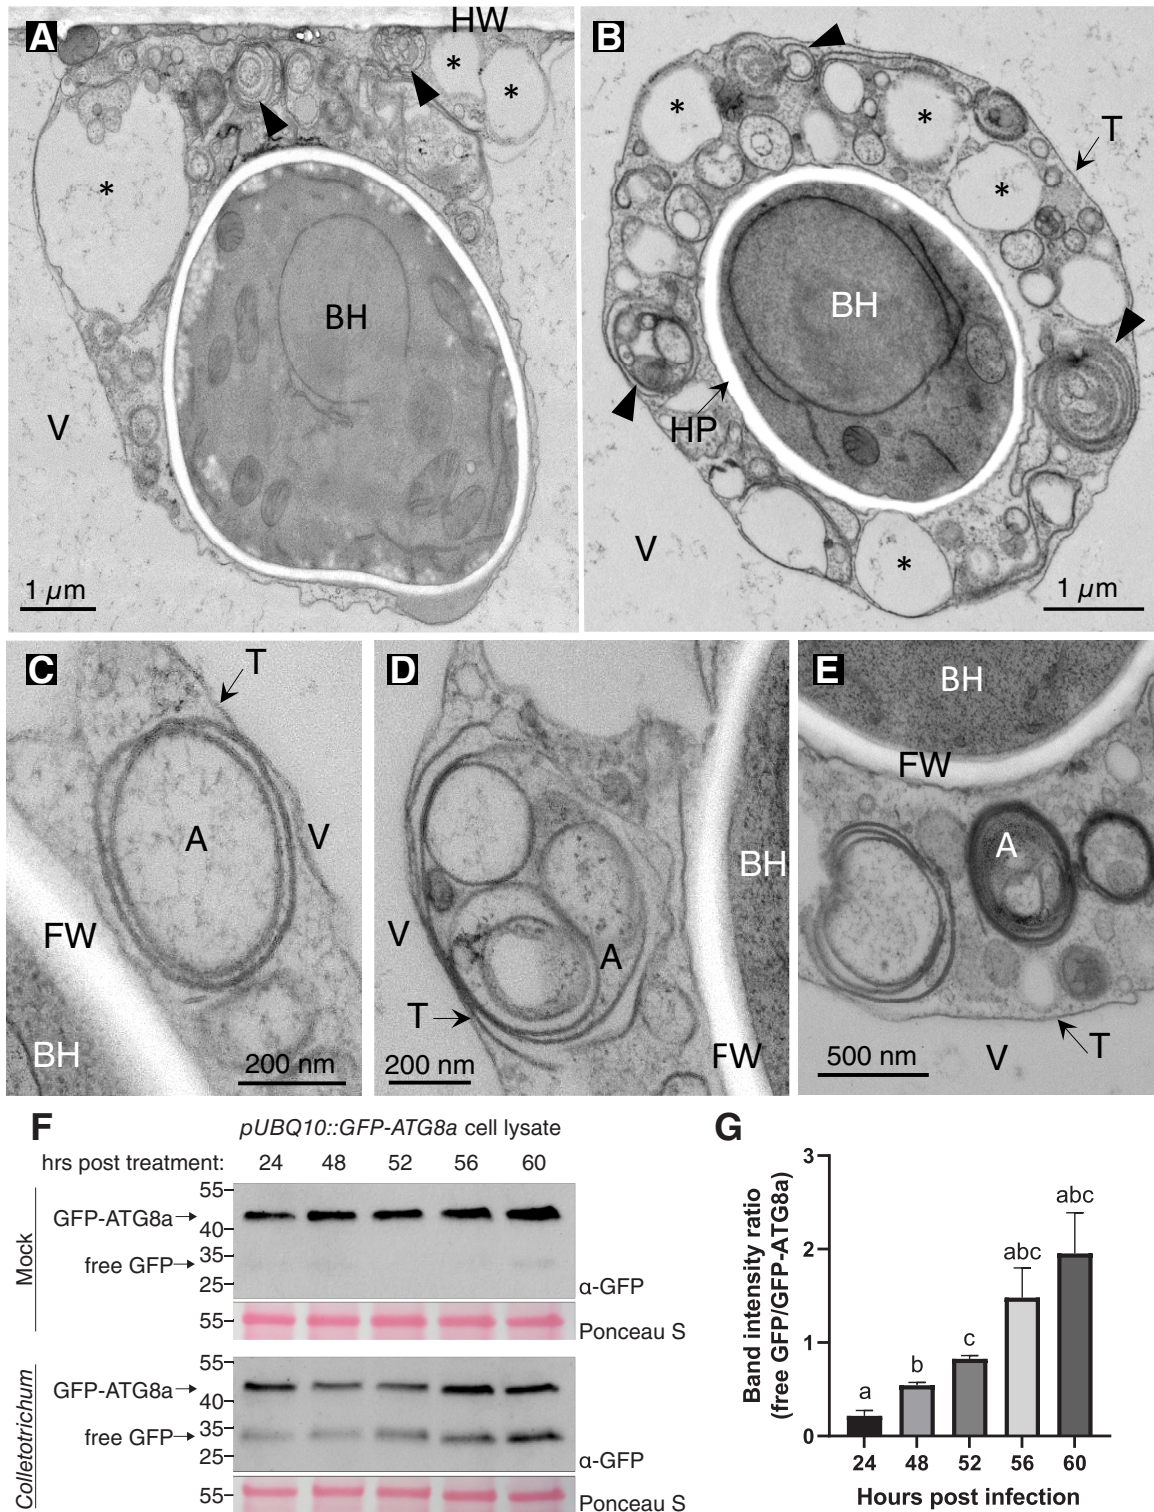 A
HW
*
*
*
BH
V
1 µm
B
*
*
*
T
BH
HP
V
*
1 µm
C
T
A
V
FW
BH
200 nm
D
BH
V
A
T
FW
200 nm
E
BH
FW
A
T
V
500 nm
F
pUBQ10::GFP-ATG8a cell lysate
hrs post treatment: 24 48 52 56 60
Mock
55
GFP-ATG8a
40
35
free GFP
25
α-GFP
55
Ponceau S
Colletotrichum
55
GFP-ATG8a
40
35
free GFP
25
α-GFP
55
Ponceau S
G
Band intensity ratio
(free GFP/GFP-ATG8a)
3
2
1
0
a
b
c
abc
abc
24 48 52 56 60
Hours post infection